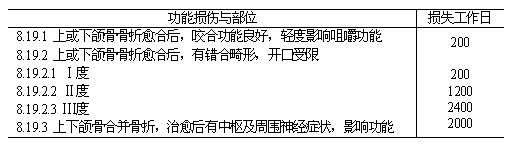 功能损伤与部位 损失工作日
8.19.1 上或下颌骨骨折愈合后，咬合功能良好，轻度影响咀嚼功能 200
8.19.2 上或下颌骨骨折愈合后，有错合畸形，开口受限
8.19.2.1 Ⅰ度 200
8.19.2.2 Ⅱ度 1200
8.19.2.3 Ⅲ度 2400
8.19.3 上下颌骨合并骨折，治愈后有中枢及周围神经症状，影响功能 2000